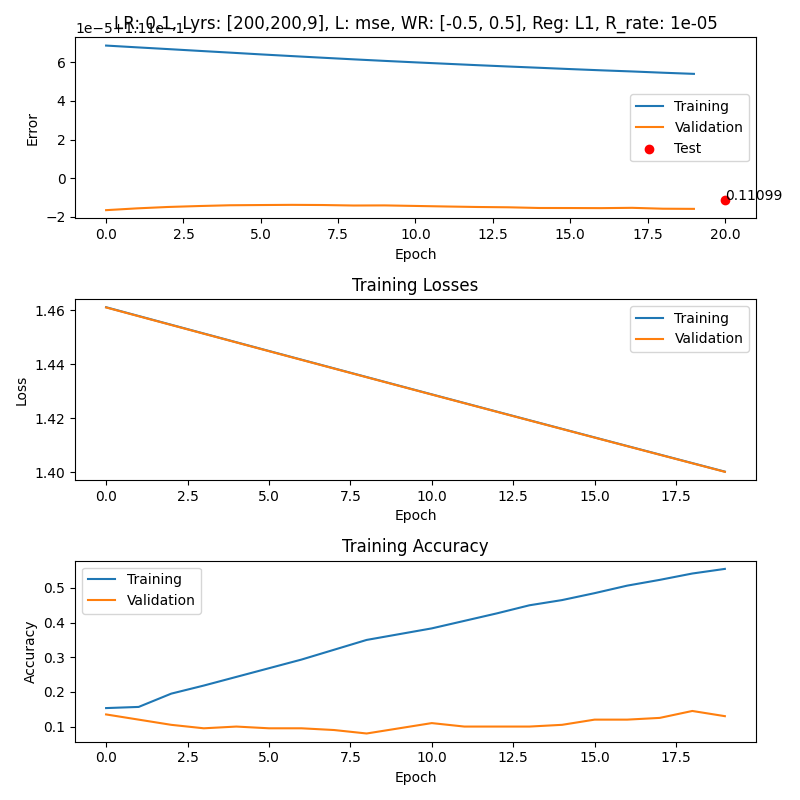 LR: 0.1, Lyrs: [200,200,9], L: mse, WR: [-0.5, 0.5], Reg: L1, R_rate: 1e-05
1e−5+1.11e−1
6
4
2
0
−2
Error
Training
Validation
Test
0.11099
0.0 2.5 5.0 7.5 10.0 12.5 15.0 17.5 20.0
Epoch
Training Losses
1.46
1.44
1.42
1.40
Loss
Training
Validation
0.0 2.5 5.0 7.5 10.0 12.5 15.0 17.5
Epoch
Training Accuracy
0.5
0.4
0.3
0.2
0.1
Accuracy
Training
Validation
0.0 2.5 5.0 7.5 10.0 12.5 15.0 17.5
Epoch